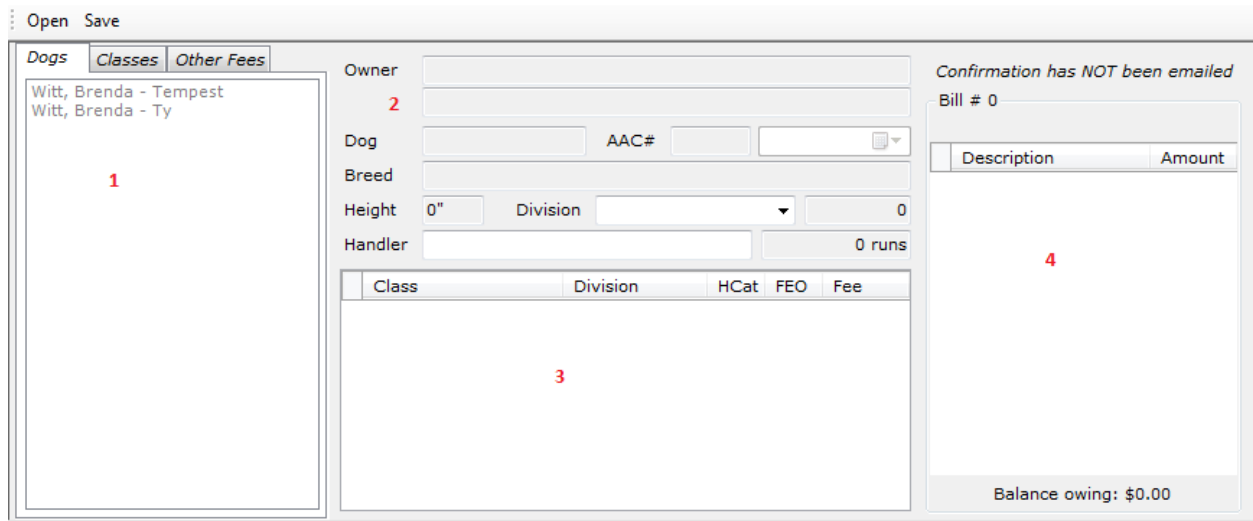 Open Save
Dogs Classes Other Fees
Witt, Brenda - Tempest
Witt, Brenda - Ty
1
Owner
2
Dog AAC#
Breed
Height 0" Division 0
Handler 0 runs
Class Division HCat FEO Fee
3
Confirmation has NOT been emailed
Bill # 0
Description Amount
4
Balance owing: $0.00